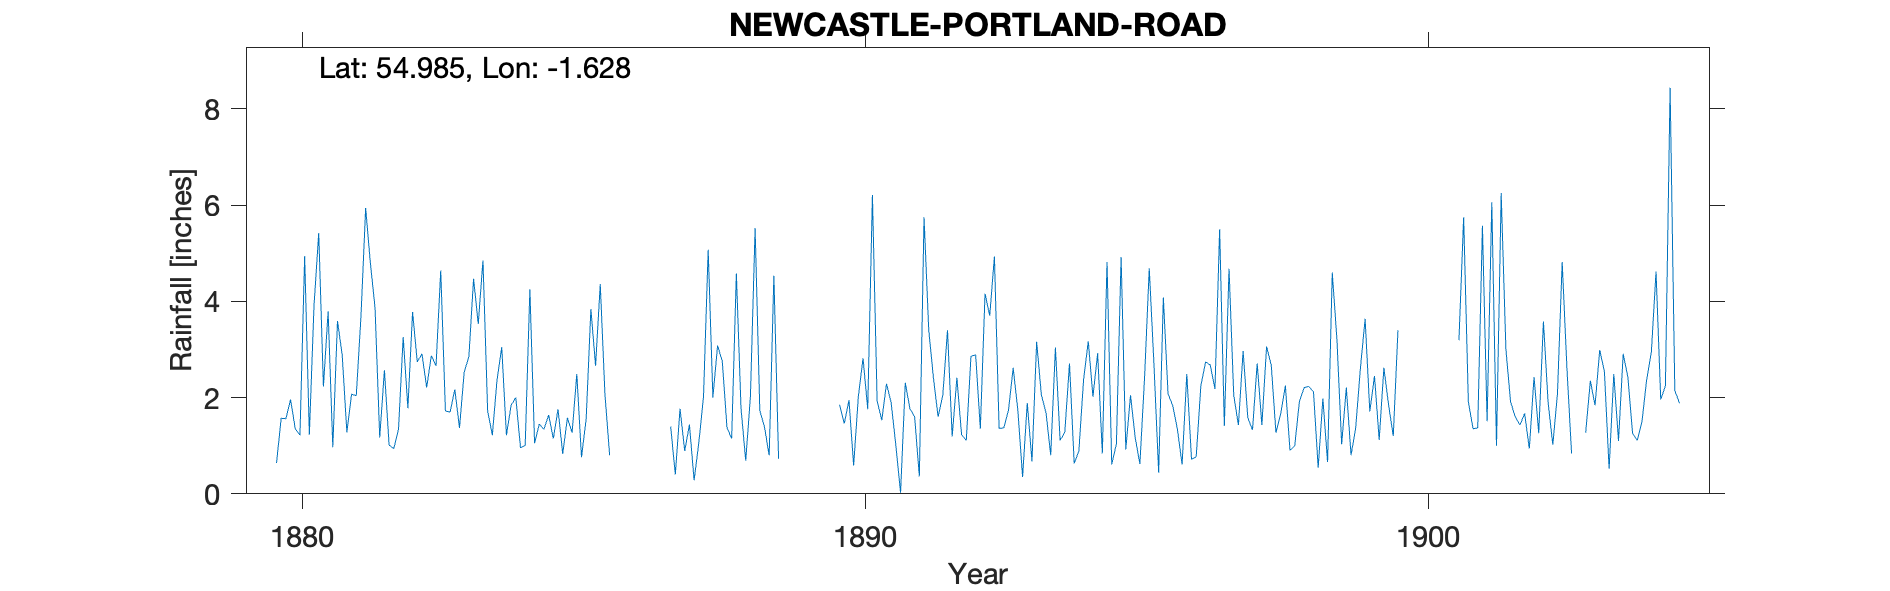 NEWCASTLE-PORTLAND-ROAD
Lat: 54.985, Lon: -1.628
Rainfall [inches]
8
6
4
2
0
1880 1890 1900
Year